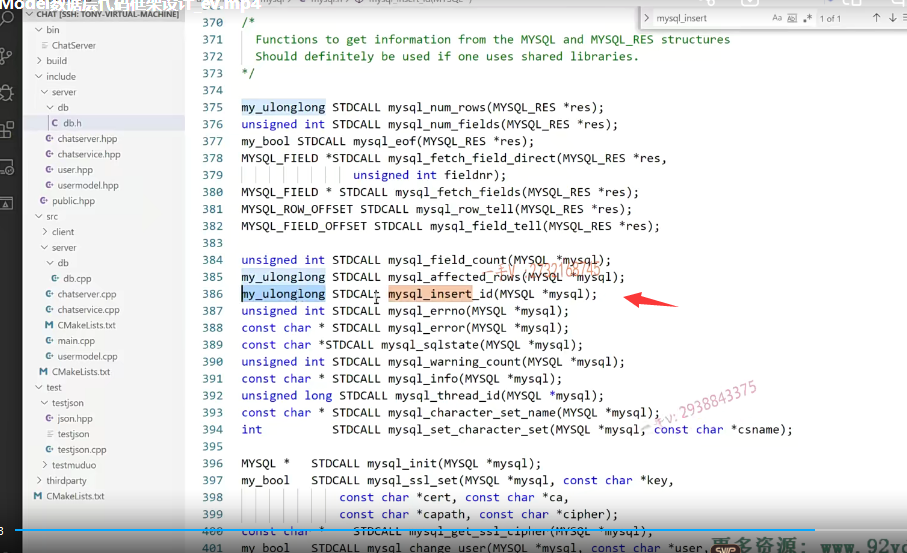 Model数据层代码框架设计_ev.mp4
CHAT [SSH: TONY-VIRTUAL-MACHINE]
bin
ChatServer
build
include
server
db
db.h
chatserver.hpp
chatservice.hpp
user.hpp
usermodel.hpp
public.hpp
src
client
server
db
db.cpp
chatserver.cpp
chatservice.cpp
CMakeLists.txt
main.cpp
usermodel.cpp
CMakeLists.txt
test
testjson
json.hpp
testjson
testjson.cpp
testmuduo
thirdparty
CMakeLists.txt
mysql_insert
Aa ab .* 1 of 1
370 /*
371 Functions to get information from the MYSQL and MYSQL_RES structures
372 Should definitely be used if one uses shared libraries.
373 */
374
375 my_ulonglong STDCALL mysql_num_rows(MYSQL_RES *res);
376 unsigned int STDCALL mysql_num_fields(MYSQL_RES *res);
377 my_bool STDCALL mysql_eof(MYSQL_RES *res);
378 MYSQL_FIELD *STDCALL mysql_fetch_field_direct(MYSQL_RES *res,
379 unsigned int fieldnr);
380 MYSQL_FIELD * STDCALL mysql_fetch_fields(MYSQL_RES *res);
381 MYSQL_ROW_OFFSET STDCALL mysql_row_tell(MYSQL_RES *res);
382 MYSQL_FIELD_OFFSET STDCALL mysql_field_tell(MYSQL_RES *res);
383
384 unsigned int STDCALL mysql_field_count(MYSQL *mysql);
385 my_ulonglong STDCALL mysql_affected_rows(MYSQL *mysql);
386 my_ulonglong STDCALL mysql_insert_id(MYSQL *mysql);
387 unsigned int STDCALL mysql_errno(MYSQL *mysql);
388 const char * STDCALL mysql_error(MYSQL *mysql);
389 const char *STDCALL mysql_sqlstate(MYSQL *mysql);
390 unsigned int STDCALL mysql_warning_count(MYSQL *mysql);
391 const char * STDCALL mysql_info(MYSQL *mysql);
392 unsigned long STDCALL mysql_thread_id(MYSQL *mysql);
393 const char * STDCALL mysql_character_set_name(MYSQL *mysql);
394 int STDCALL mysql_set_character_set(MYSQL *mysql, const char *csname);
395
396 MYSQL * STDCALL mysql_init(MYSQL *mysql);
397 my_bool STDCALL mysql_ssl_set(MYSQL *mysql, const char *key,
398 const char *cert, const char *ca,
399 const char *capath, const char *cipher);
400 const char * STDCALL mysql_get_ssl_cipher(MYSQL *mysql);
401 my_bool STDCALL mysql_change_user(MYSQL *mysql, const char *user,
一手v: 2938843375
更多资源: www.92